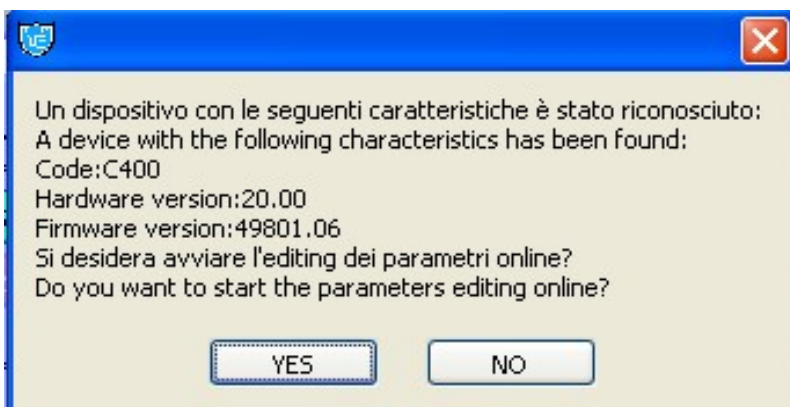 Un dispositivo con le seguenti caratteristiche è stato riconosciuto:
A device with the following characteristics has been found:
Code:C400
Hardware version:20.00
Firmware version:49801.06
Si desidera avviare l'editing dei parametri online?
Do you want to start the parameters editing online?
YES NO